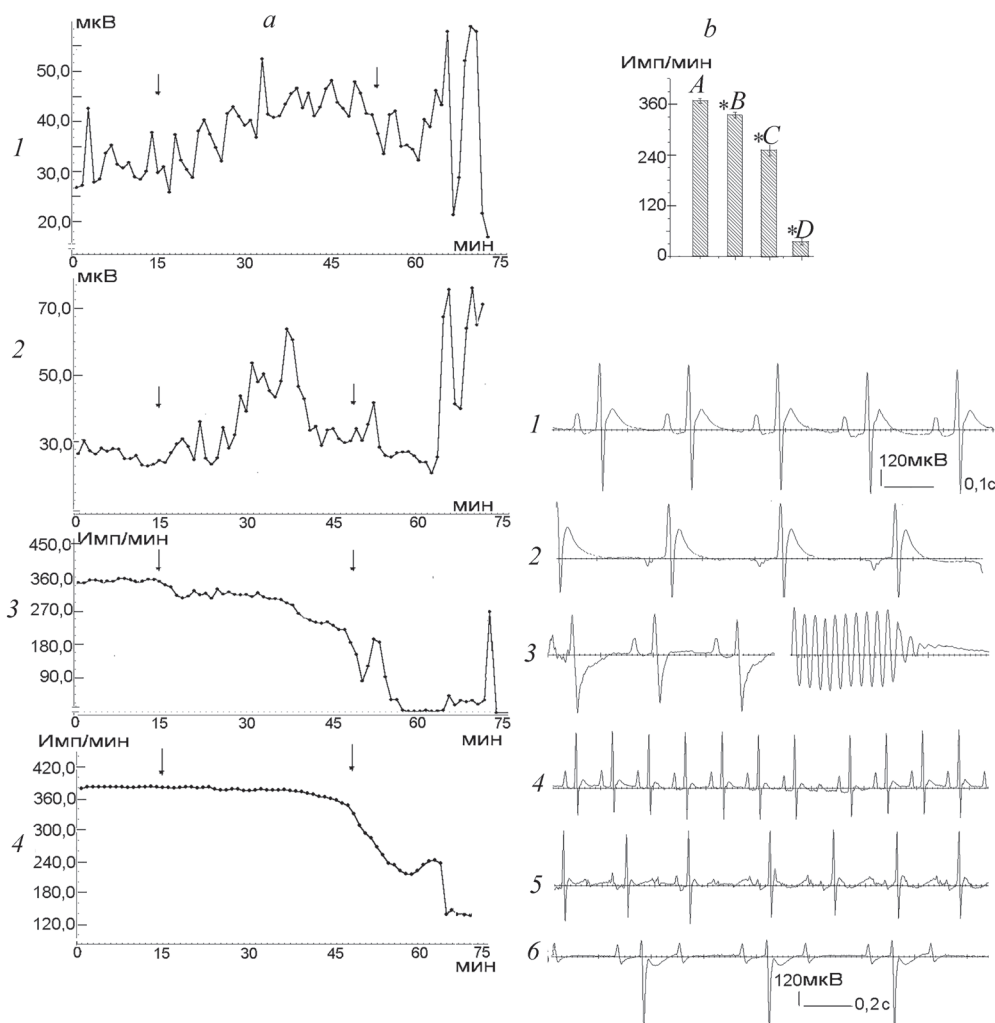 a
мкВ
50,0
40,0
30,0
20,0
1
мин
0 15 30 45 60 75
мкВ
70,0
50,0
30,0
2
мин
0 15 30 45 60 75
Имп/мин
450,0
360,0
270,0
180,0
90,0
3
0 15 30 45 60 75
мин
Имп/мин
420,0
360,0
300,0
240,0
180,0
120,0
4
0 15 30 45 60 75
мин
b
Имп/мин
360
240
120
0
A
*B
*C
*D
1
120мкВ
0,1с
2
3
4
5
6
120мкВ
0,2с